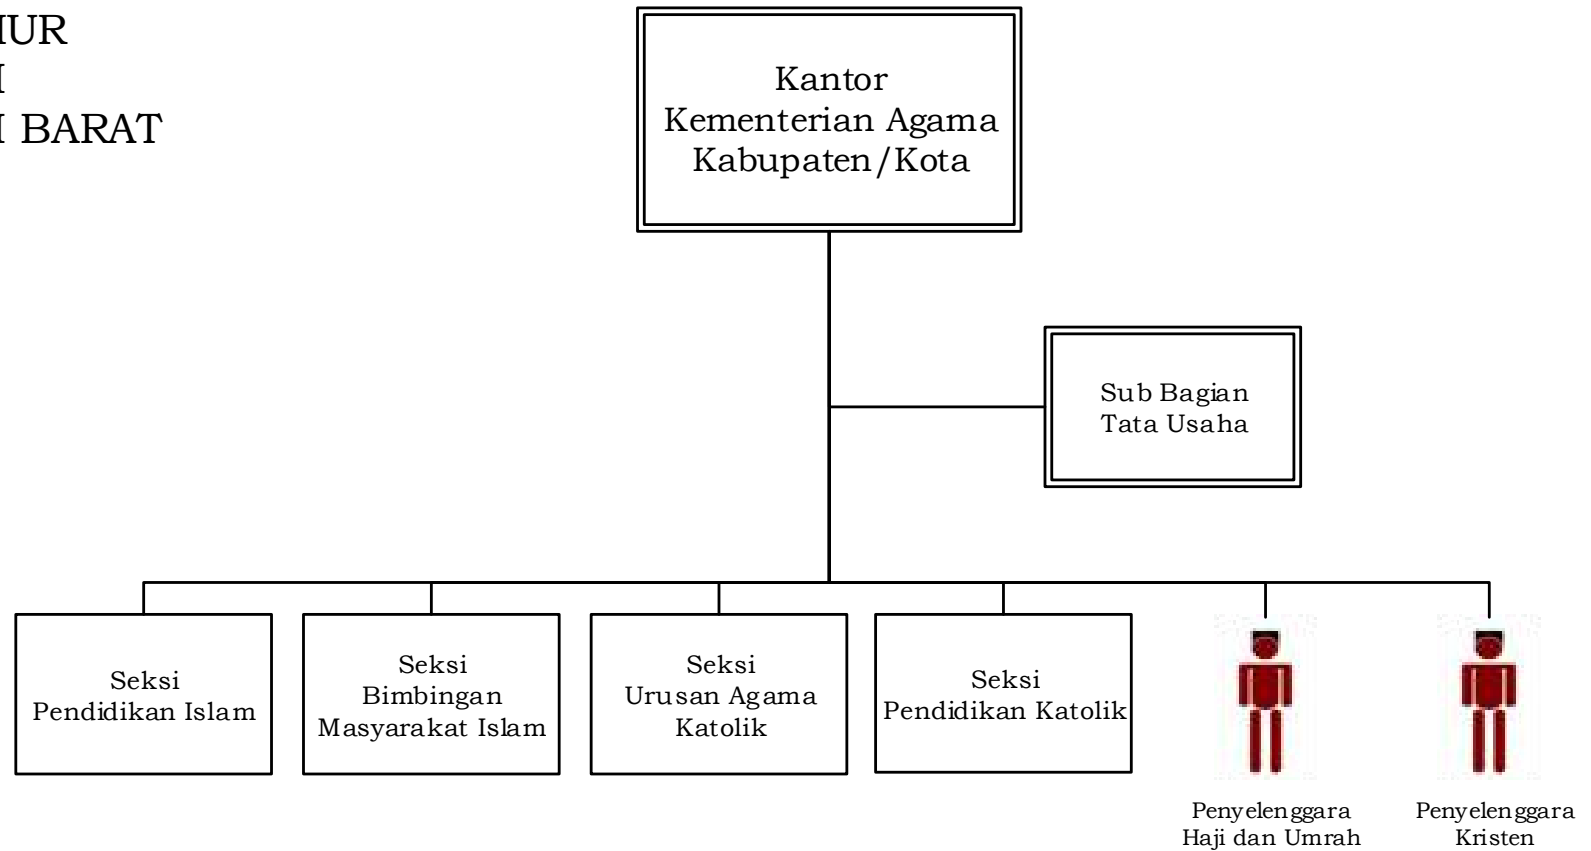 BARAT
Kantor
Kementerian Agama
Kabupaten/Kota
Sub Bagian
Tata Usaha
Seksi
Pendidikan Islam
Seksi
Bimbingan
Masyarakat Islam
Seksi
Urusan Agama
Katolik
Seksi
Pendidikan Katolik
Penyelenggara
Haji dan Umrah
Penyelenggara
Kristen